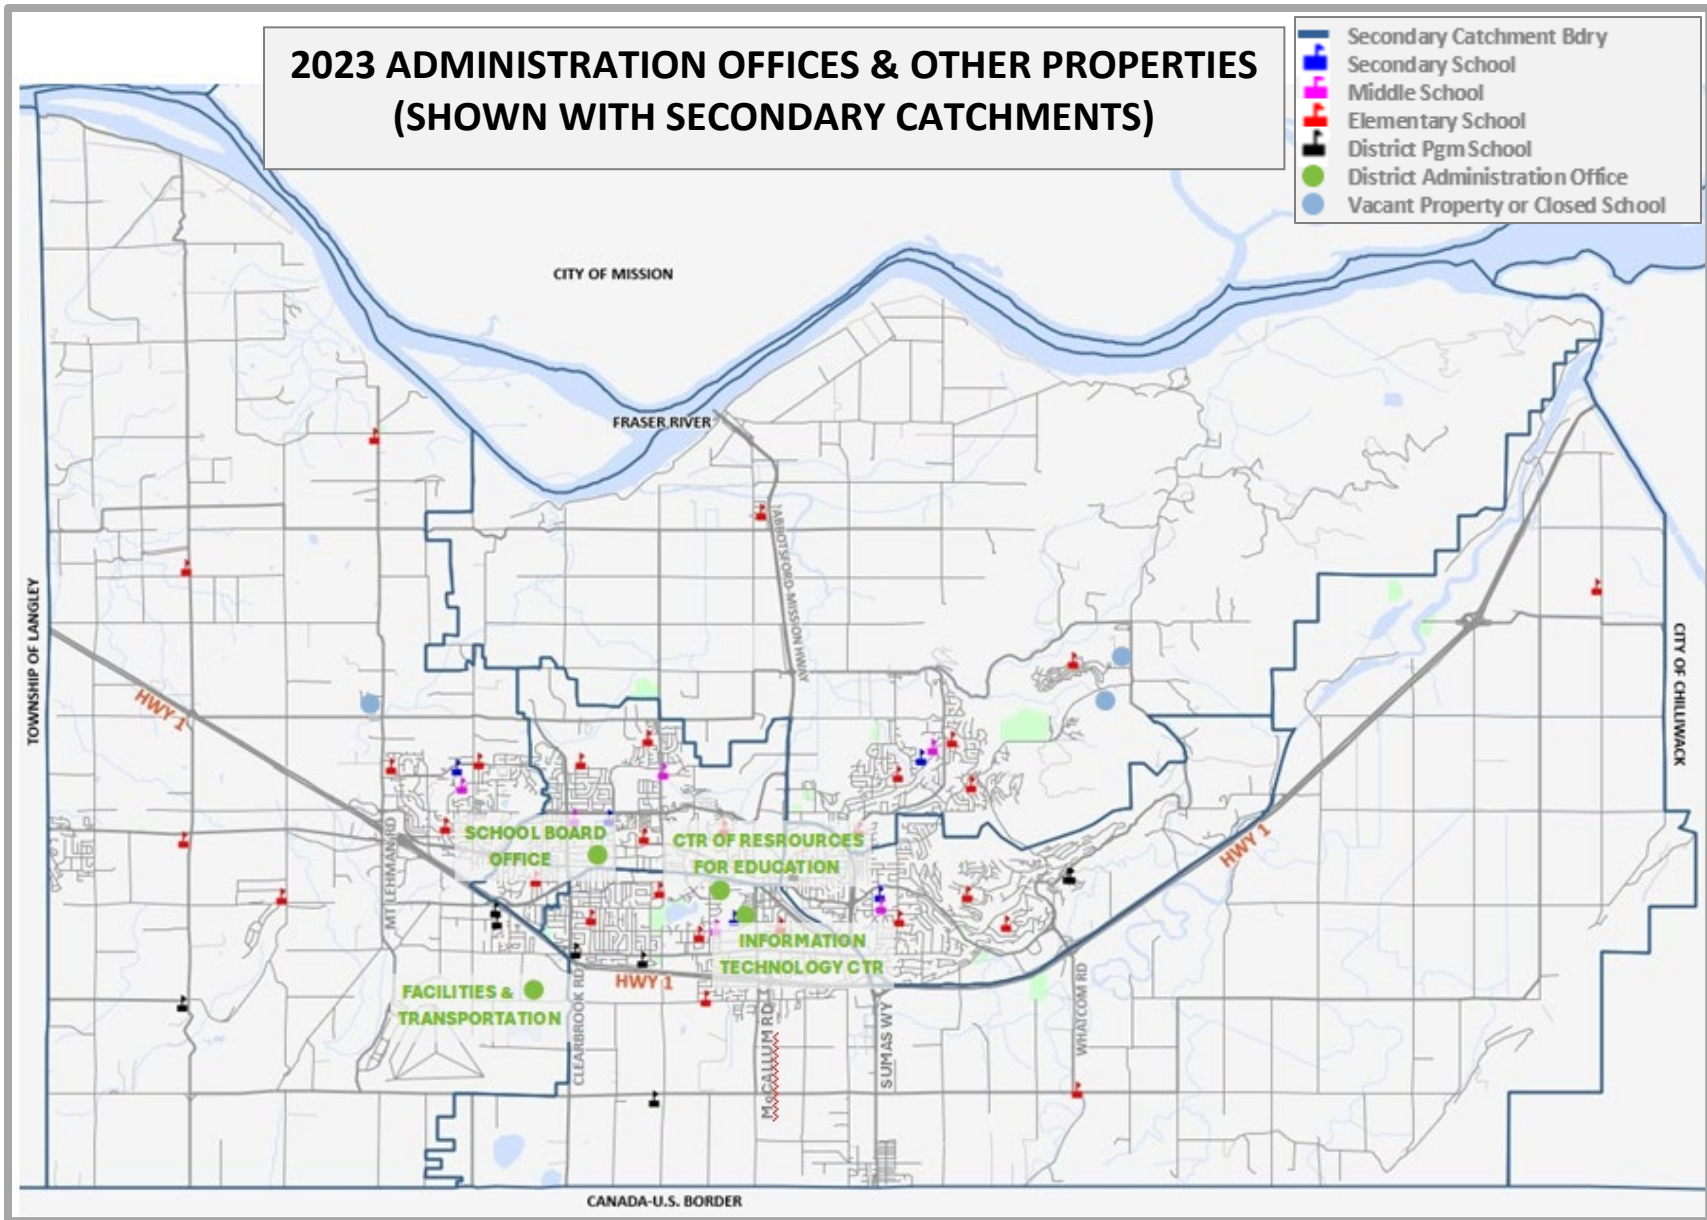 2023 ADMINISTRATION OFFICES & OTHER PROPERTIES
(SHOWN WITH SECONDARY CATCHMENTS)
Secondary Catchment Bdry
Secondary School
Middle School
Elementary School
District Pgm School
District Administration Office
Vacant Property or Closed School
CITY OF MISSION
FRASER RIVER
ABBOTSFORD-MISSION HWAY
TOWNSHIP OF LANGLEY
CITY OF CHILLIWACK
HWY 1
MT LEHMAN RD
SCHOOL BOARD
OFFICE
CTR OF RESROURCES
FOR EDUCATION
HWY 1
INFORMATION
TECHNOLOGY CTR
HWY 1
FACILITIES &
TRANSPORTATION
CLEARBROOK RD
McCALLUM RD
SUMAS WY
WHATCOM RD
CANADA-U.S. BORDER